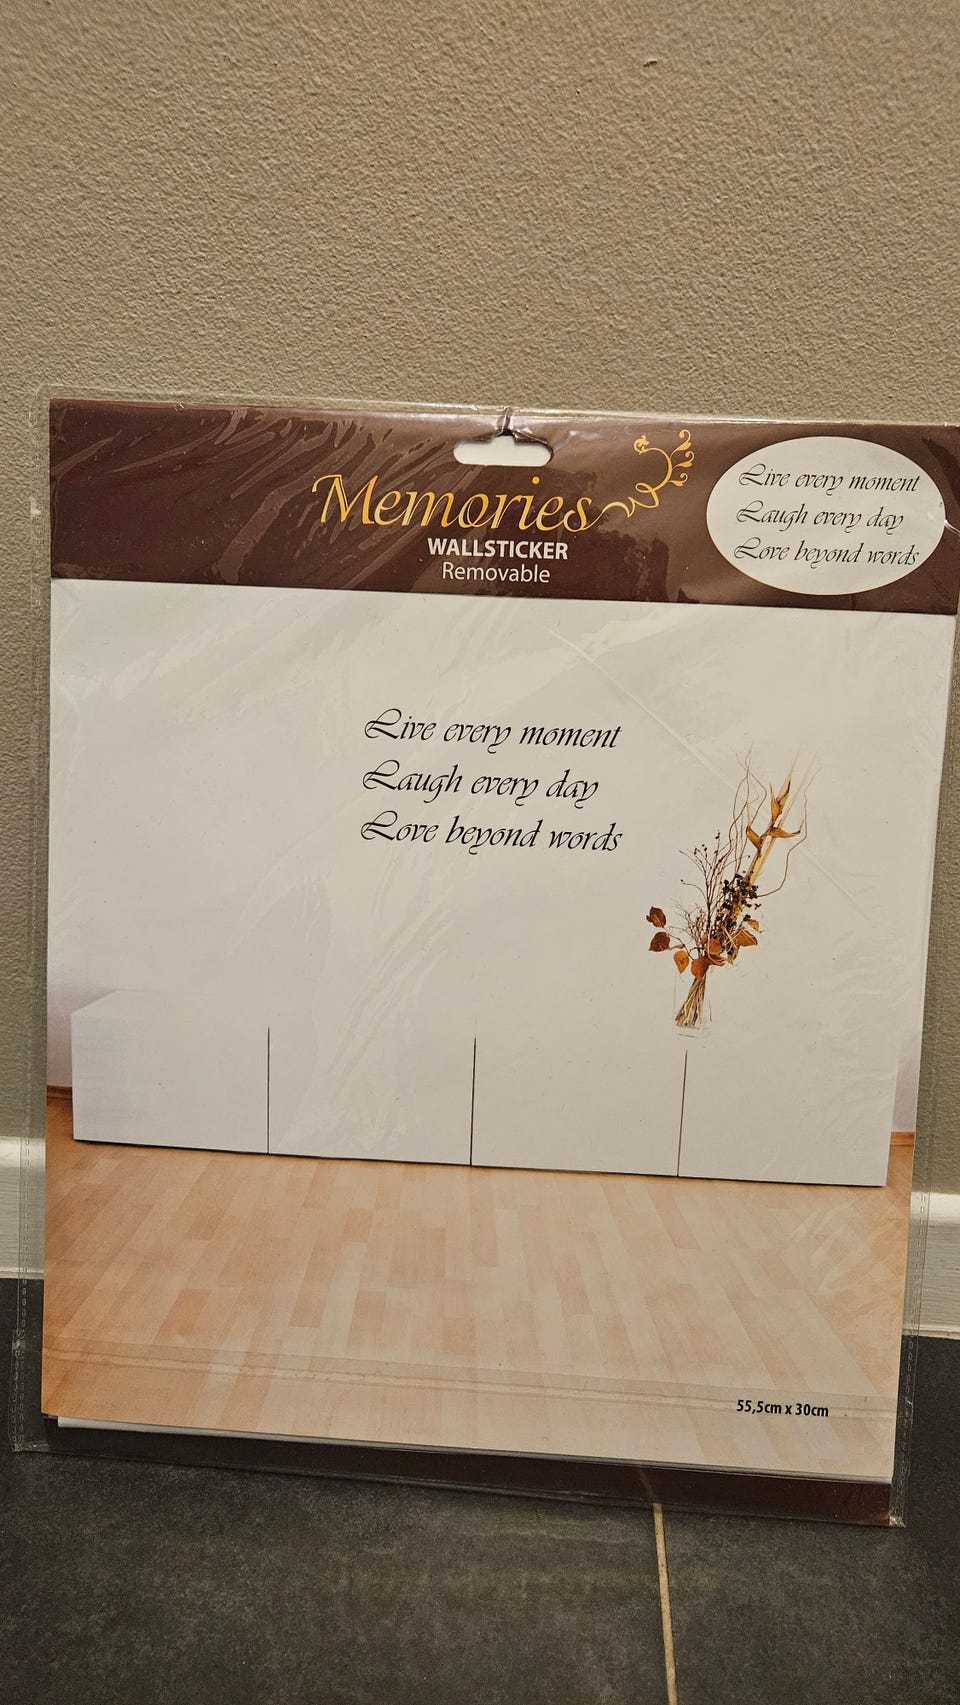 Memories
WALLSTICKER
Removable
Live every moment
Laugh every day
Love beyond words
Live every moment
Laugh every day
Love beyond words
55,5cm x 30cm